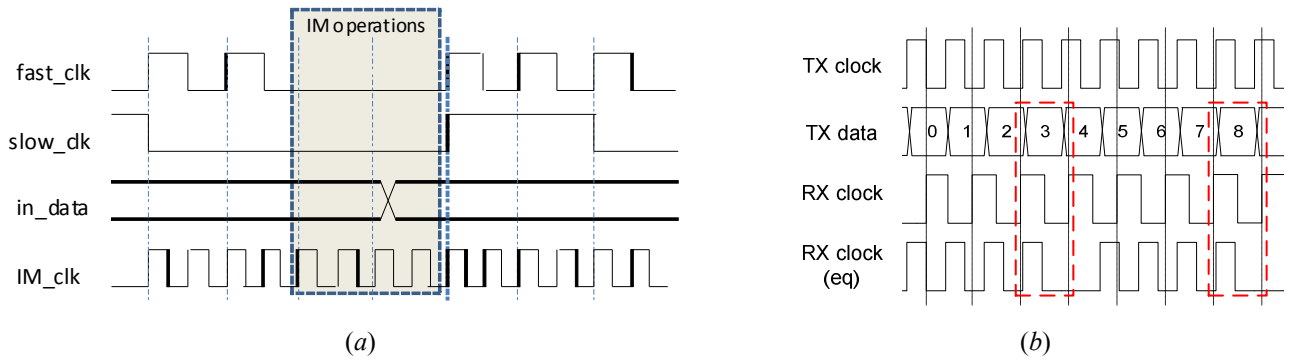 IM operations
fast_clk
slow_clk
in_data
IM_clk
(a)
TX clock
TX data
0 1 2 3 4 5 6 7 8
RX clock
RX clock
(eq)
(b)